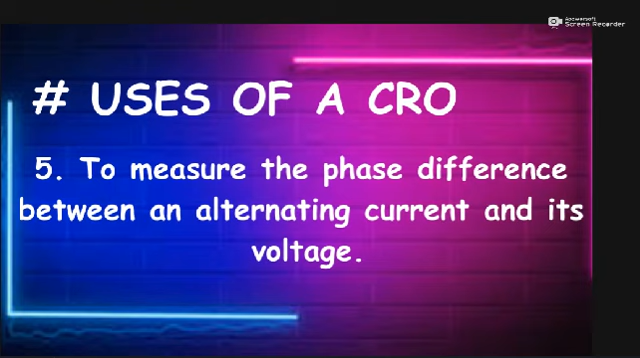 Apowersoft
Screen Recorder
# USES OF A CRO
5. To measure the phase difference
between an alternating current and its
voltage.